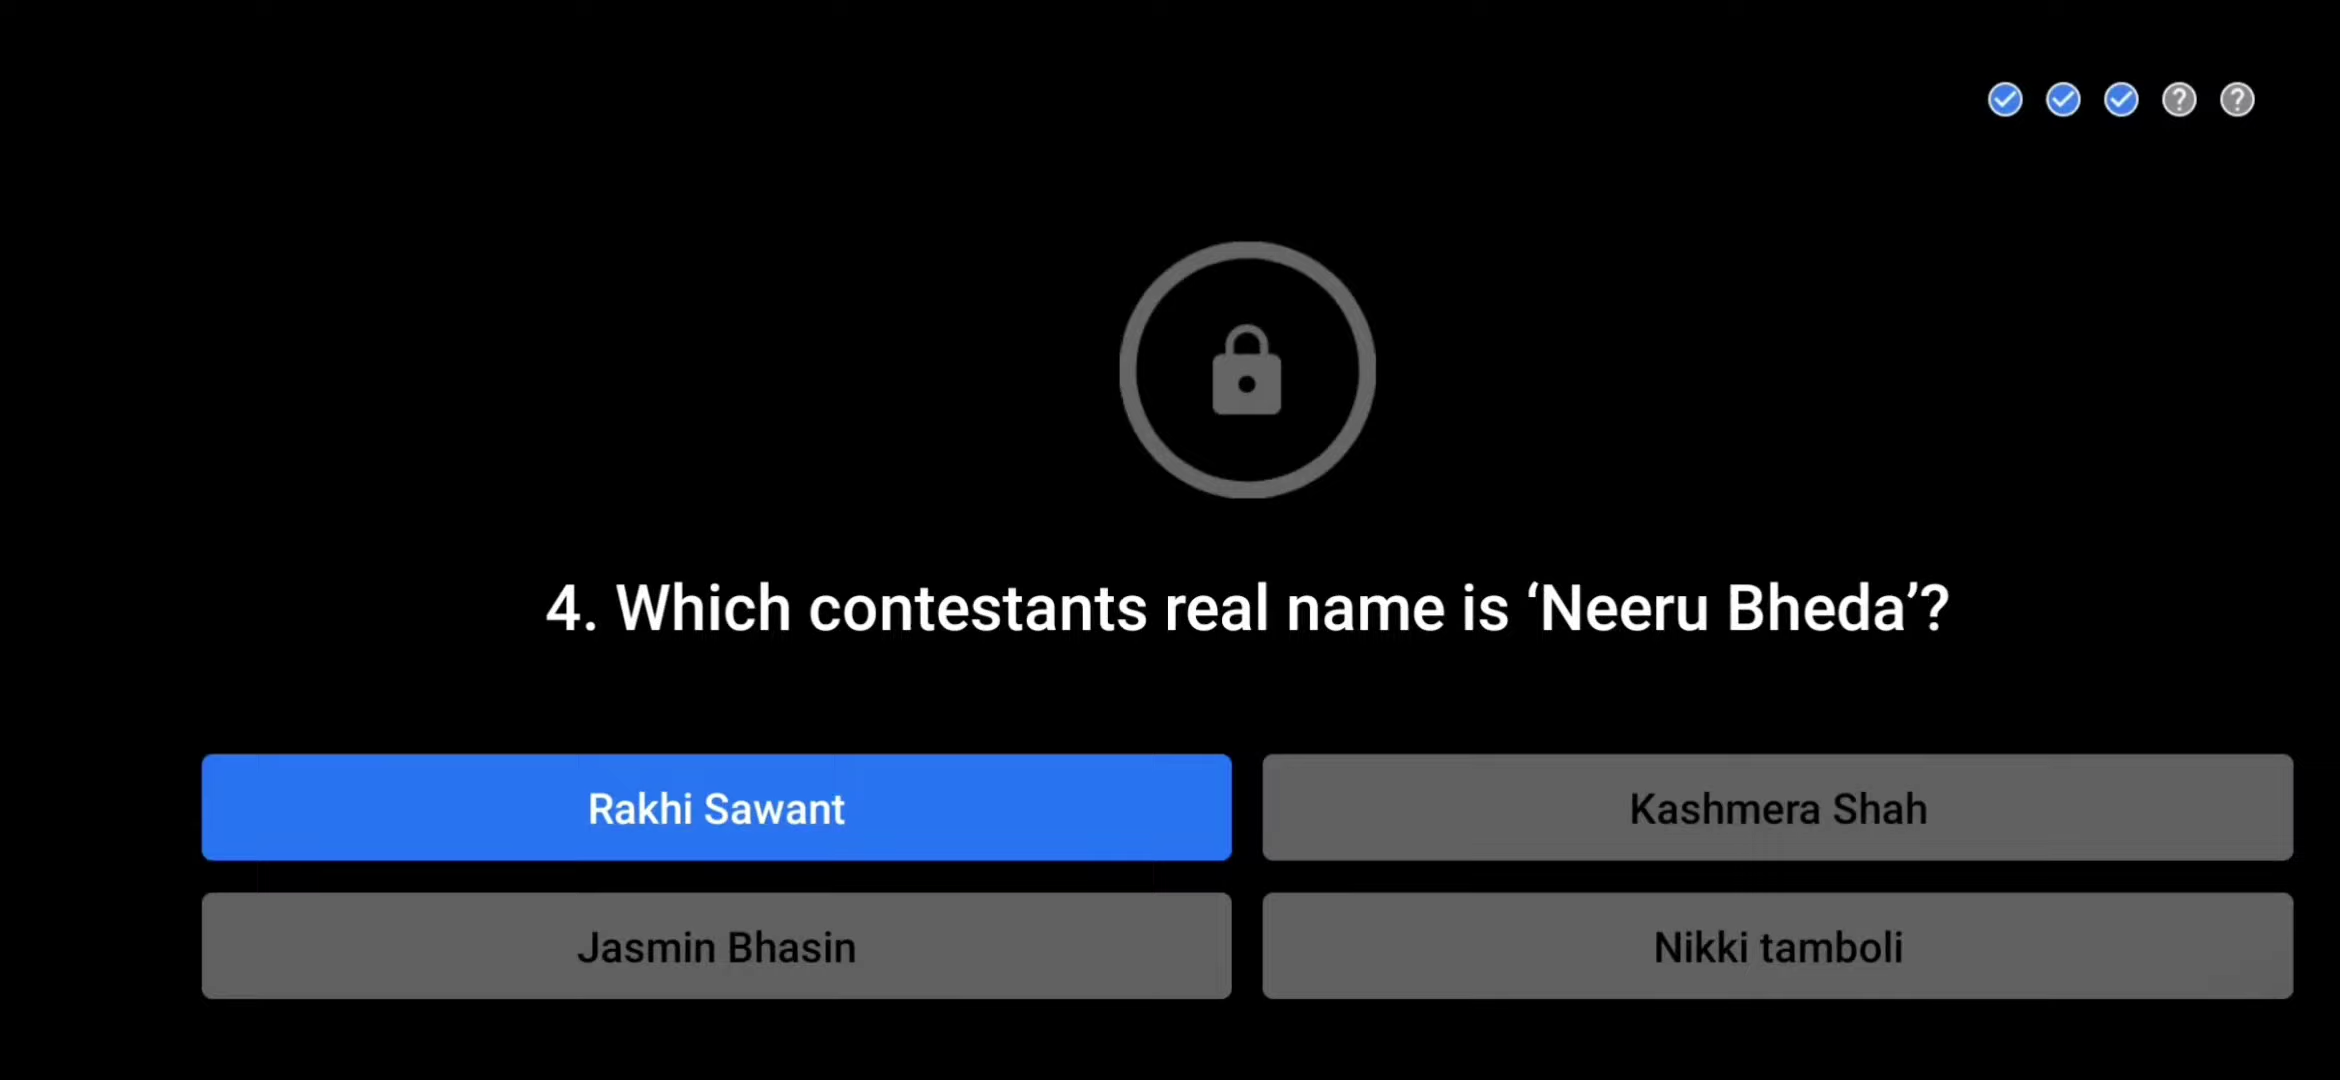 4. Which contestants real name is ‘Neeru Bheda’?
Rakhi Sawant
Kashmera Shah
Jasmin Bhasin
Nikki tamboli